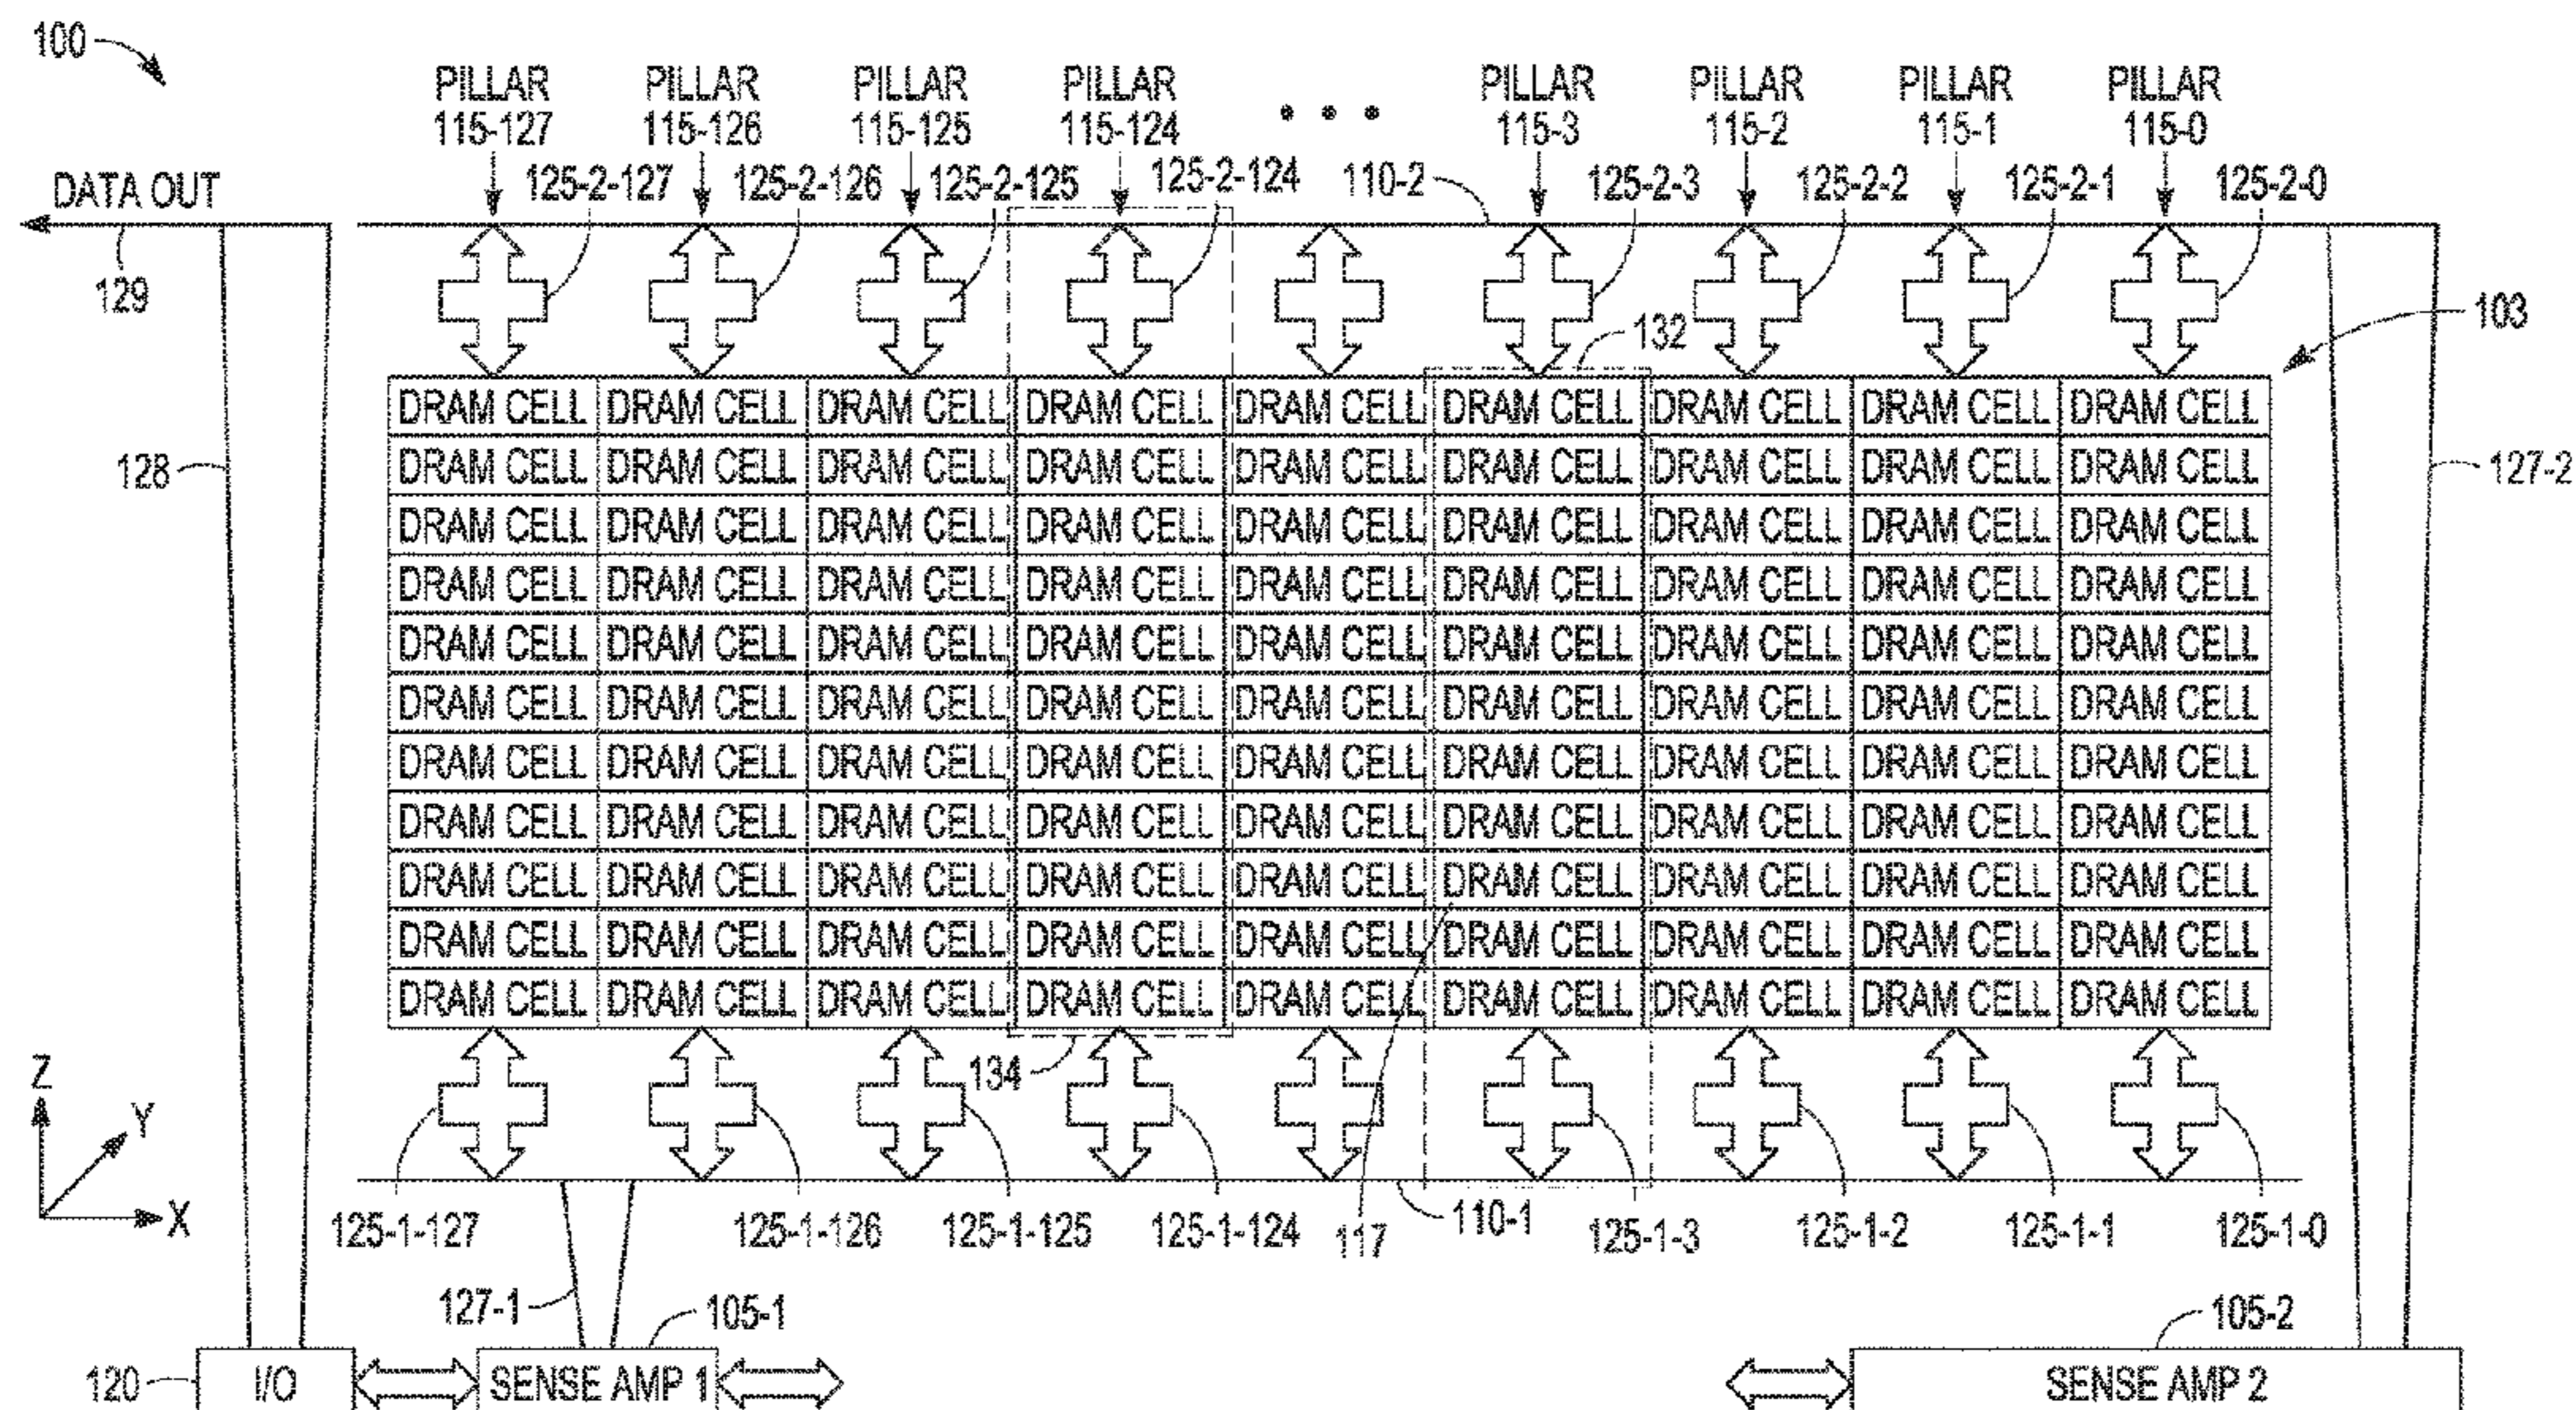 100
PILLAR PILLAR PILLAR PILLAR • • • PILLAR PILLAR PILLAR PILLAR
115-127 115-126 115-125 115-124 115-3 115-2 115-1 115-0
DATA OUT 125-2-127 125-2-126 125-2-125 125-2-124 110-2 125-2-3 125-2-2 125-2-1 125-2-0
129 103
132
DRAM CELL DRAM CELL DRAM CELL DRAM CELL DRAM CELL DRAM CELL DRAM CELL DRAM CELL DRAM CELL
128 DRAM CELL DRAM CELL DRAM CELL DRAM CELL DRAM CELL DRAM CELL DRAM CELL DRAM CELL DRAM CELL 127-2
DRAM CELL DRAM CELL DRAM CELL DRAM CELL DRAM CELL DRAM CELL DRAM CELL DRAM CELL DRAM CELL
DRAM CELL DRAM CELL DRAM CELL DRAM CELL DRAM CELL DRAM CELL DRAM CELL DRAM CELL DRAM CELL
DRAM CELL DRAM CELL DRAM CELL DRAM CELL DRAM CELL DRAM CELL DRAM CELL DRAM CELL DRAM CELL
DRAM CELL DRAM CELL DRAM CELL DRAM CELL DRAM CELL DRAM CELL DRAM CELL DRAM CELL DRAM CELL
DRAM CELL DRAM CELL DRAM CELL DRAM CELL DRAM CELL DRAM CELL DRAM CELL DRAM CELL DRAM CELL
DRAM CELL DRAM CELL DRAM CELL DRAM CELL DRAM CELL DRAM CELL DRAM CELL DRAM CELL DRAM CELL
DRAM CELL DRAM CELL DRAM CELL DRAM CELL DRAM CELL DRAM CELL DRAM CELL DRAM CELL DRAM CELL
DRAM CELL DRAM CELL DRAM CELL DRAM CELL DRAM CELL DRAM CELL DRAM CELL DRAM CELL DRAM CELL
DRAM CELL DRAM CELL DRAM CELL DRAM CELL DRAM CELL DRAM CELL DRAM CELL DRAM CELL DRAM CELL
Z 134
Y
X
125-1-127 125-1-126 125-1-125 125-1-124 117 110-1 125-1-3 125-1-2 125-1-1 125-1-0
127-1 105-1 105-2
120 I/O SENSE AMP 1 SENSE AMP 2